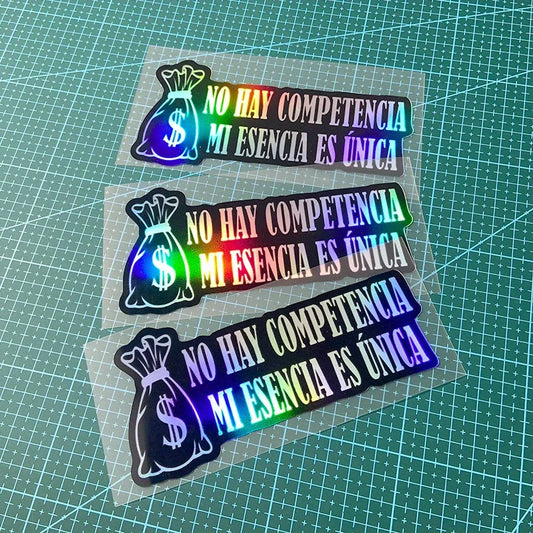 $
NO HAY COMPETENCIA
MI ESENCIA ES ÚNICA
$
NO HAY COMPETENCIA
MI ESENCIA ES ÚNICA
$
NO HAY COMPETENCIA
MI ESENCIA ES ÚNICA